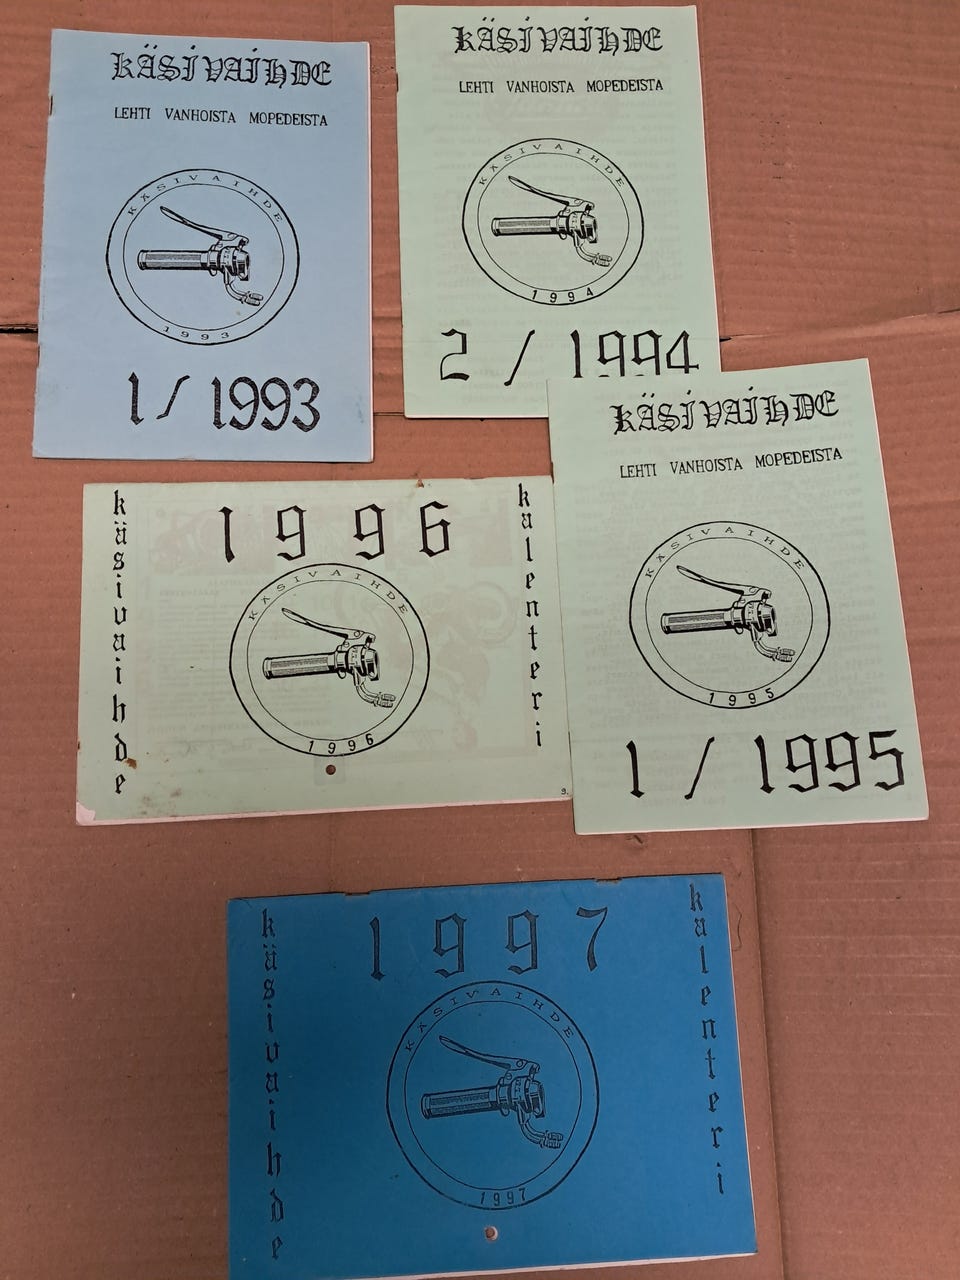 KÄSIVAIHDE
LEHTI VANHOISTA MOPEDEISTA
KÄSIVAIHDE
1993
1/1993
KÄSIVAIHDE
LEHTI VANHOISTA MOPEDEISTA
KÄSIVAIHDE
1994
2/1994
käsivaihde
1996
kalenteri
KÄSIVAIHDE
1996
9.
KÄSIVAIHDE
LEHTI VANHOISTA MOPEDEISTA
KÄSIVAIHDE
1995
1/1995
käsivaihde
1997
kalenteri
KÄSIVAIHDE
1997